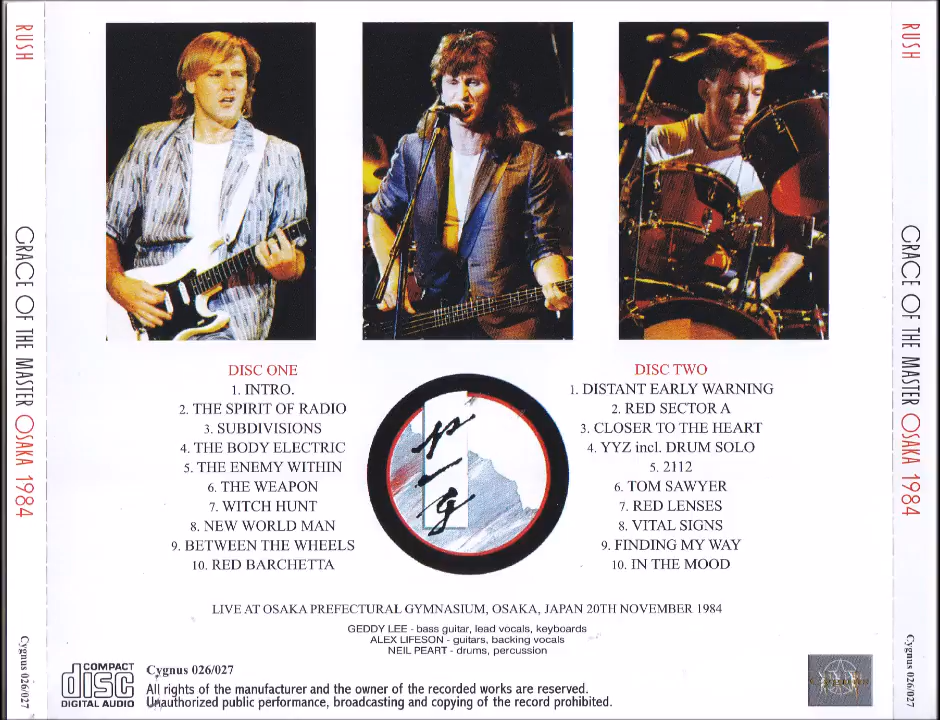 RUSH
GRACE OF THE MASTER OSAKA 1984
Cygnus 026/027
DISC ONE
1. INTRO.
2. THE SPIRIT OF RADIO
3. SUBDIVISIONS
4. THE BODY ELECTRIC
5. THE ENEMY WITHIN
6. THE WEAPON
7. WITCH HUNT
8. NEW WORLD MAN
9. BETWEEN THE WHEELS
10. RED BARCHETTA
DISC TWO
1. DISTANT EARLY WARNING
2. RED SECTOR A
3. CLOSER TO THE HEART
4. YYZ incl. DRUM SOLO
5. 2112
6. TOM SAWYER
7. RED LENSES
8. VITAL SIGNS
9. FINDING MY WAY
10. IN THE MOOD
LIVE AT OSAKA PREFECTURAL GYMNASIUM, OSAKA, JAPAN 20TH NOVEMBER 1984
GEDDY LEE - bass guitar, lead vocals, keyboards
ALEX LIFESON - guitars, backing vocals
NEIL PEART - drums, percussion
COMPACT
disc
DIGITAL AUDIO
Cygnus 026/027
All rights of the manufacturer and the owner of the recorded works are reserved.
Unauthorized public performance, broadcasting and copying of the record prohibited.
Cygnus
RUSH
GRACE OF THE MASTER OSAKA 1984
Cygnus 026/027